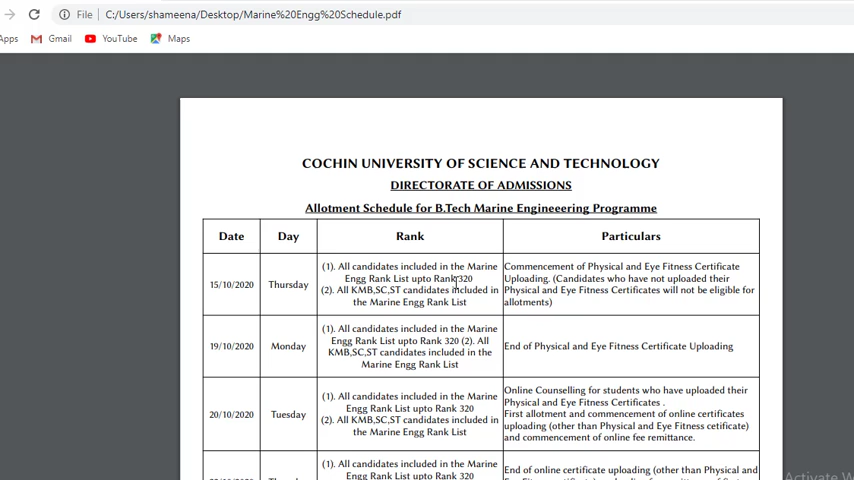 File | C:/Users/shameena/Desktop/Marine%20Engg%20Schedule.pdf
Apps Gmail YouTube Maps
COCHIN UNIVERSITY OF SCIENCE AND TECHNOLOGY
DIRECTORATE OF ADMISSIONS
Allotment Schedule for B.Tech Marine Engineeering Programme
Date Day Rank Particulars
15/10/2020
Thursday
(1). All candidates included in the Marine
Engg Rank List upto Rank 320
(2). All KMB,SC,ST candidates included in
the Marine Engg Rank List
Commencement of Physical and Eye Fitness Certificate
Uploading. (Candidates who have not uploaded their
Physical and Eye Fitness Certificates will not be eligible for
allotments)
19/10/2020
Monday
(1). All candidates included in the Marine
Engg Rank List upto Rank 320 (2). All
KMB,SC,ST candidates included in the
Marine Engg Rank List
End of Physical and Eye Fitness Certificate Uploading
20/10/2020
Tuesday
(1). All candidates included in the Marine
Engg Rank List upto Rank 320
(2). All KMB,SC,ST candidates included in
the Marine Engg Rank List
Online Counselling for students who have uploaded their
Physical and Eye Fitness Certificates .
First allotment and commencement of online certificates
uploading (other than Physical and Eye Fitness cetificate)
and commencement of online fee remittance.
(1). All candidates included in the Marine
Engg Rank List upto Rank 320
End of online certificate uploading (other than Physical and
Activate W